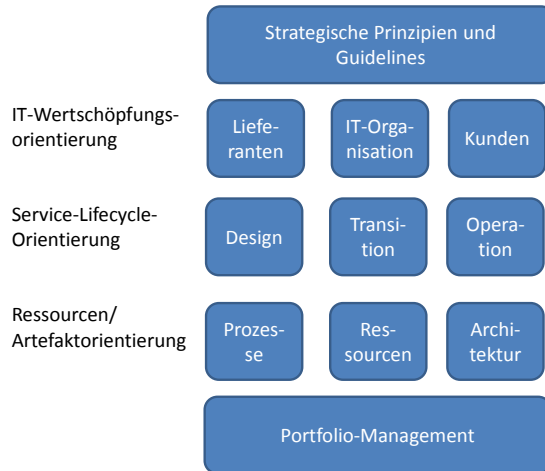 Strategische Prinzipien und
Guidelines
IT-Wertschöpfungs-
orientierung
Liefe-
ranten
IT-Orga-
nisation
Kunden
Service-Lifecycle-
Orientierung
Design
Transi-
tion
Opera-
tion
Ressourcen/
Artefaktorientierung
Prozes-
se
Res-
sourcen
Archi-
tektur
Portfolio-Management